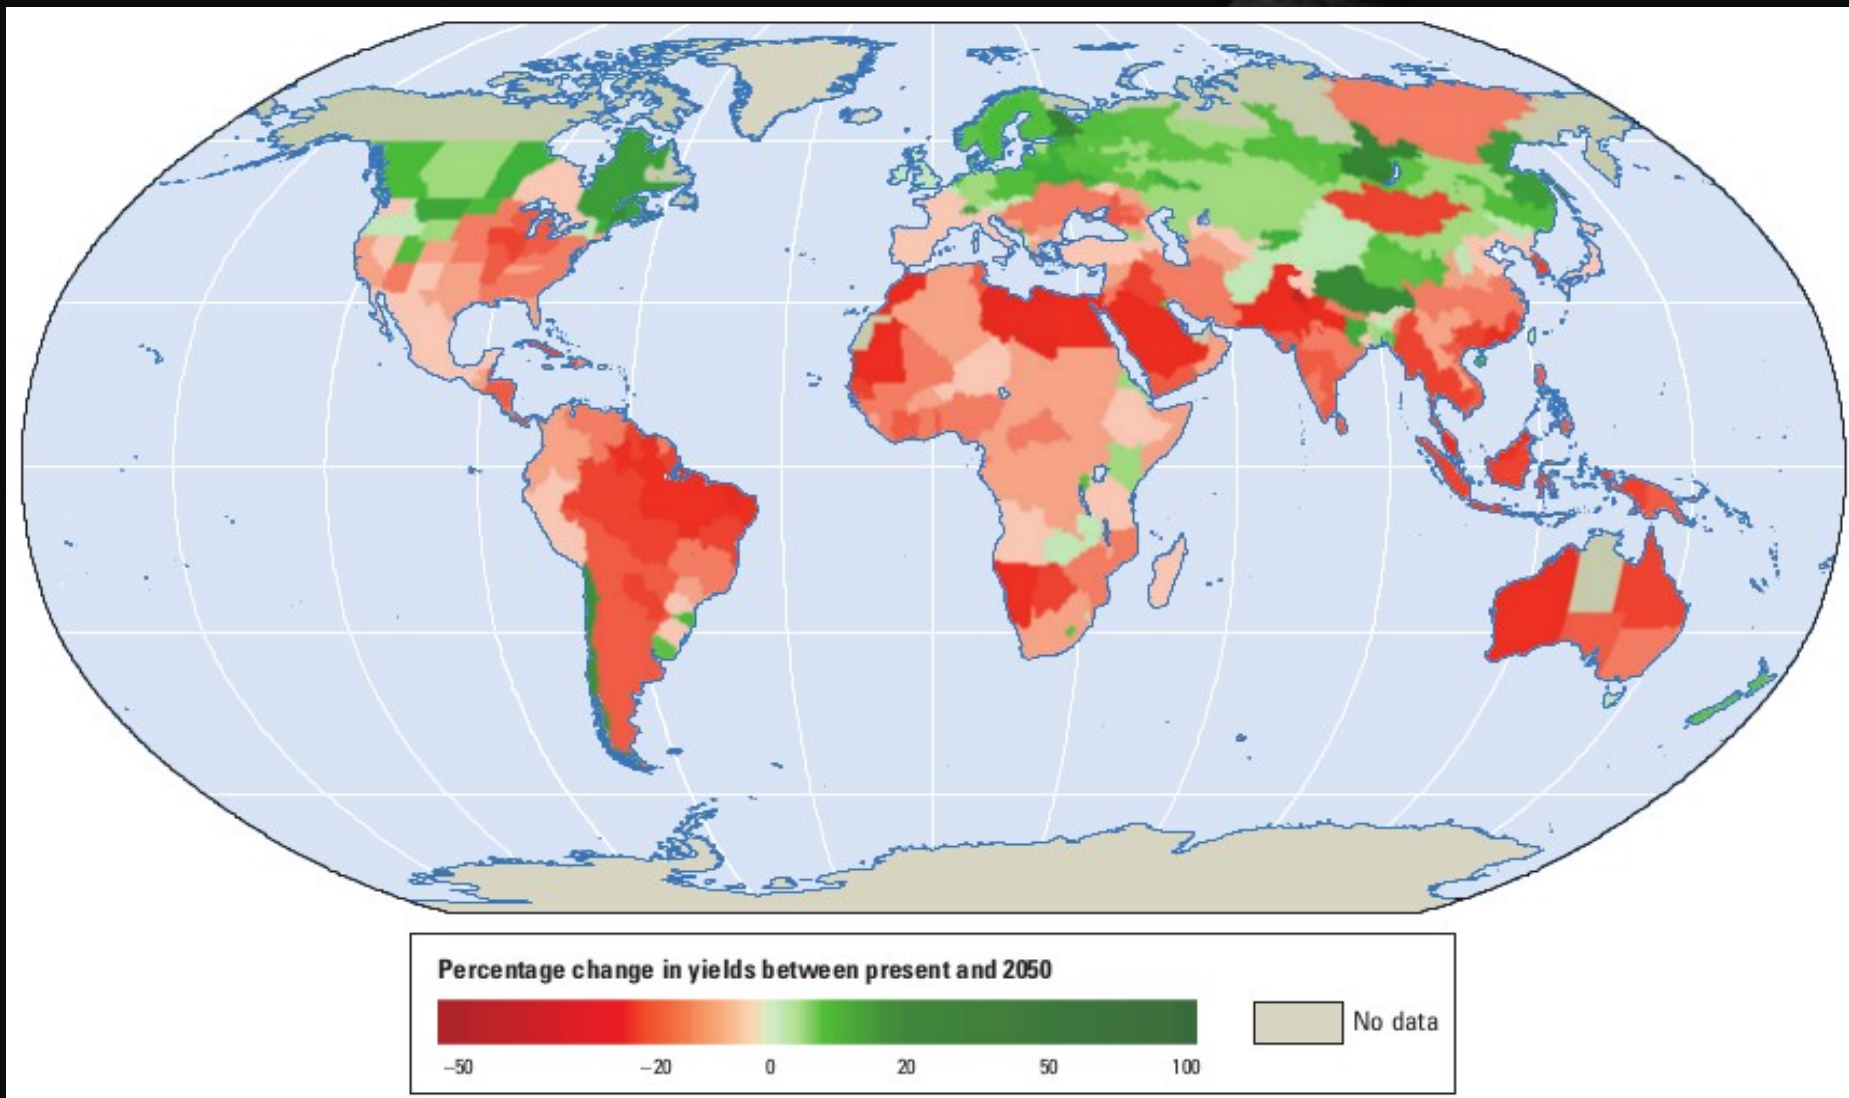 Percentage change in yields between present and 2050
No data
–50 –20 0 20 50 100